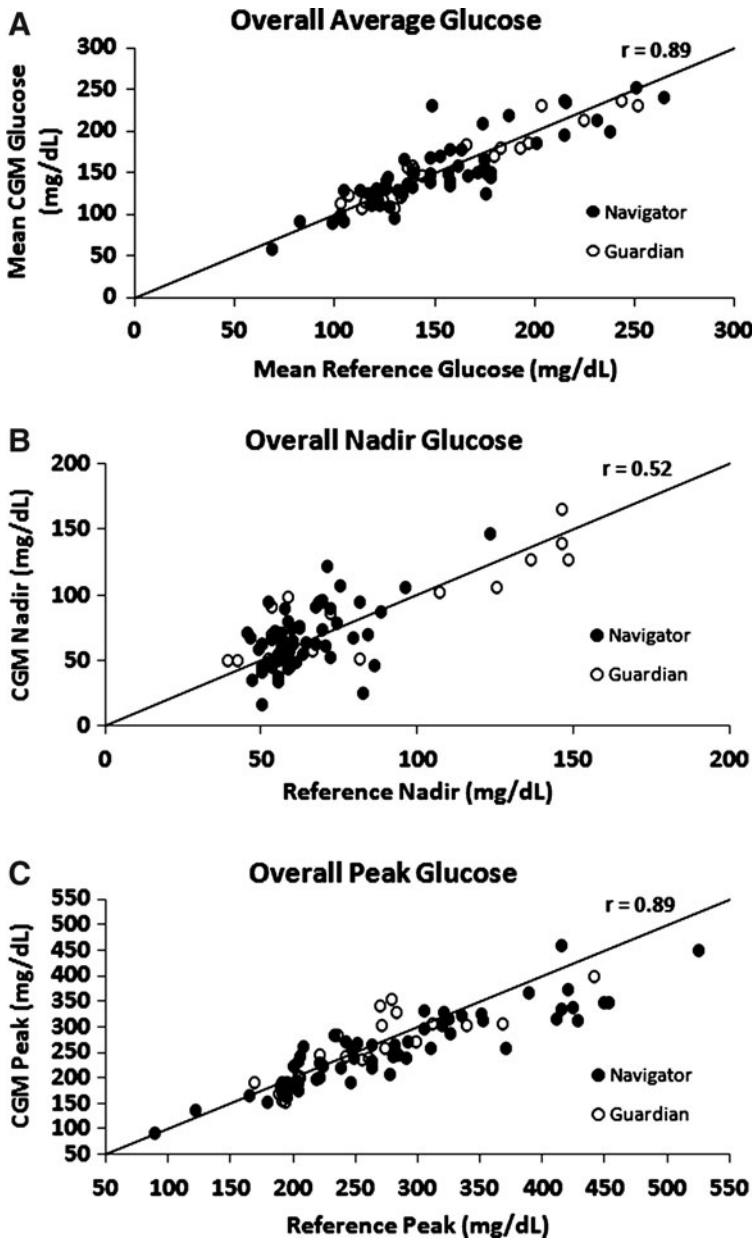 A
Overall Average Glucose
r = 0.89
Mean CGM Glucose
(mg/dL)
300
250
200
150
100
50
0
Navigator
Guardian
0 50 100 150 200 250 300
Mean Reference Glucose (mg/dL)
B
Overall Nadir Glucose
r = 0.52
CGM Nadir (mg/dL)
200
150
100
50
0
Navigator
Guardian
0 50 100 150 200
Reference Nadir (mg/dL)
C
Overall Peak Glucose
r = 0.89
CGM Peak (mg/dL)
550
500
450
400
350
300
250
200
150
100
50
Navigator
Guardian
50 100 150 200 250 300 350 400 450 500 550
Reference Peak (mg/dL)